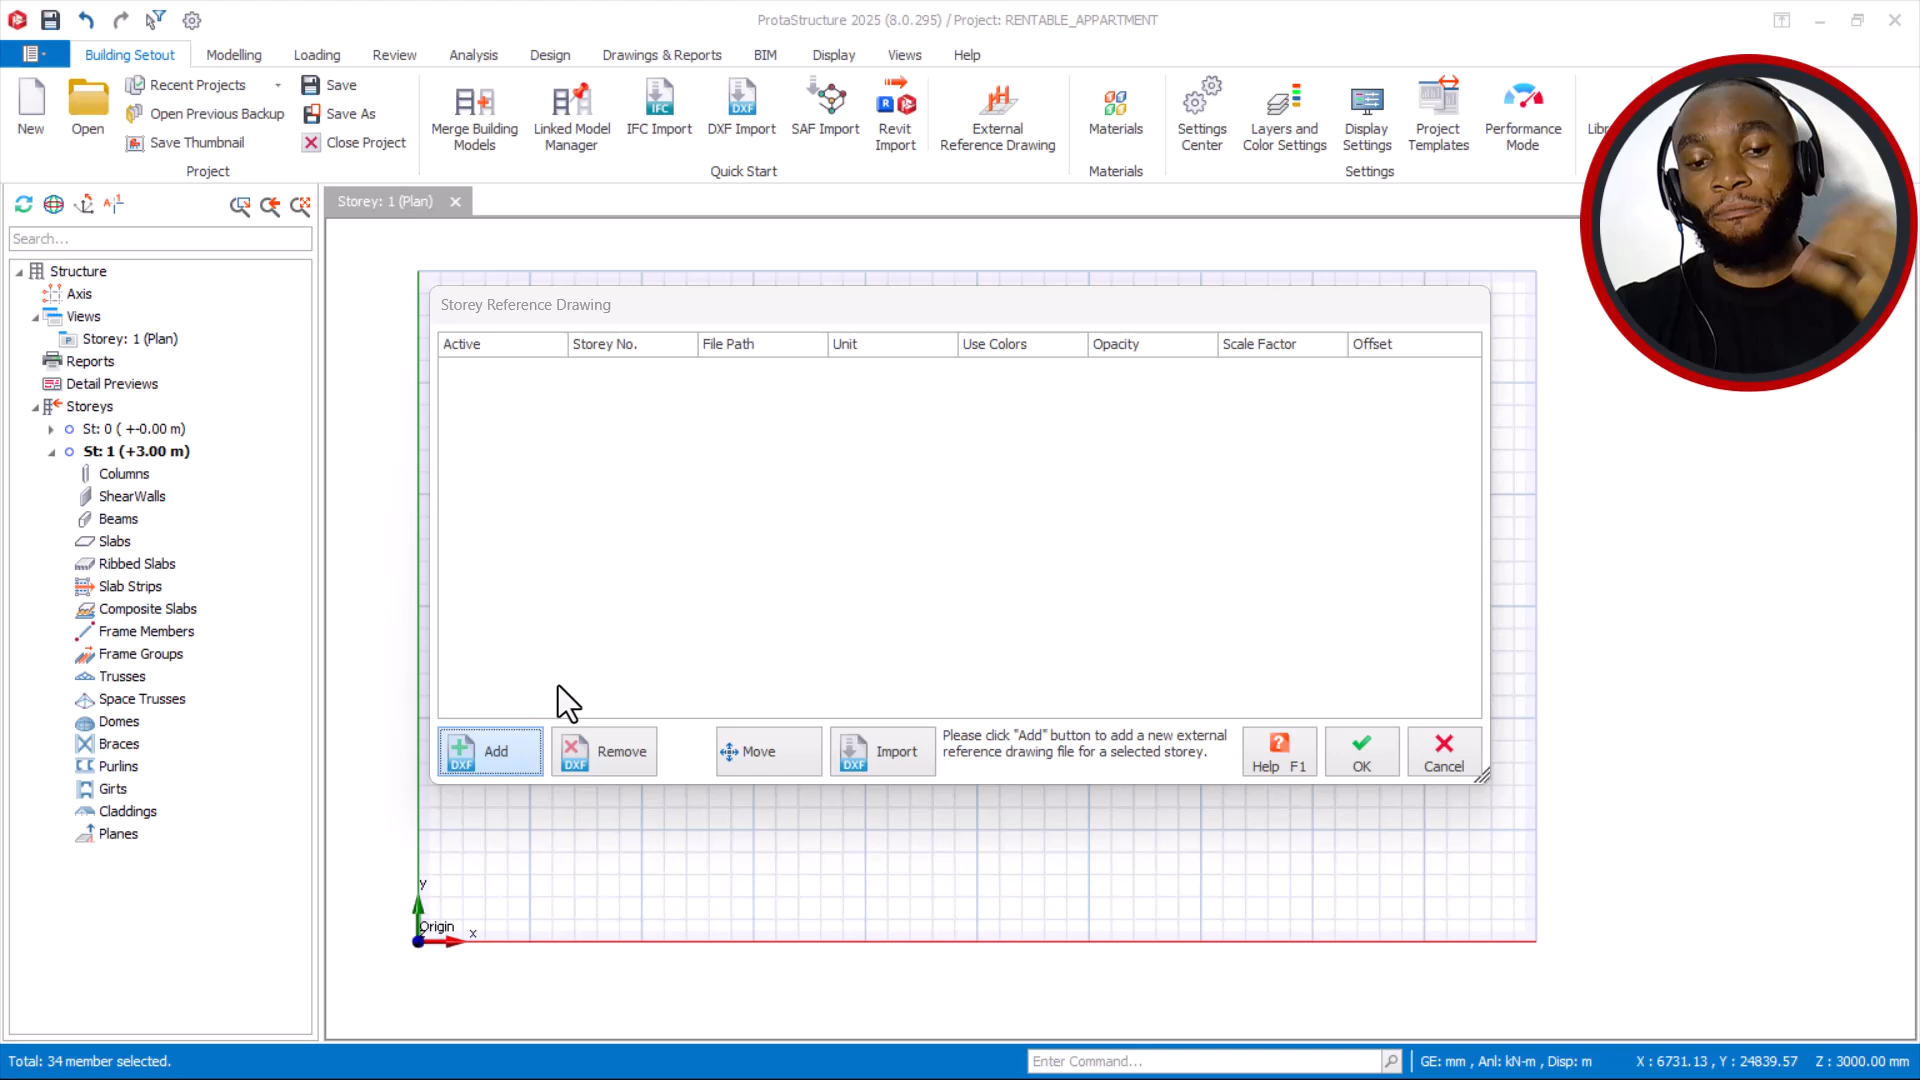 ProtaStructure 2025 (8.0.295) / Project: RENTABLE_APPARTMENT
Building Setout Modelling Loading Review Analysis Design Drawings & Reports BIM Display Views Help
New
Open
Recent Projects
Open Previous Backup
Save Thumbnail
Save
Save As
Close Project
Project
Merge Building
Models
Linked Model
Manager
IFC
IFC Import
DXF
DXF Import
SAF Import
R
Revit
Import
External
Reference Drawing
Quick Start
Materials
Materials
Settings
Center
Layers and
Color Settings
Display
Settings
Project
Templates
Performance
Mode
Settings
Search...
Structure
Axis
Views
Storey: 1 (Plan)
Reports
Detail Previews
Storeys
St: 0 ( +-0.00 m)
St: 1 (+3.00 m)
Columns
ShearWalls
Beams
Slabs
Ribbed Slabs
Slab Strips
Composite Slabs
Frame Members
Frame Groups
Trusses
Space Trusses
Domes
Braces
Purlins
Girts
Claddings
Planes
Storey: 1 (Plan)
Storey Reference Drawing
Active Storey No. File Path Unit Use Colors Opacity Scale Factor Offset
DXF Add
DXF Remove
Move
DXF Import
Please click "Add" button to add a new external
reference drawing file for a selected storey.
Help F1
OK
Cancel
y
Origin
x
Total: 34 member selected.
Enter Command...
GE: mm , Anl: kN-m , Disp: m
X : 6731.13 , Y : 24839.57 Z : 3000.00 mm